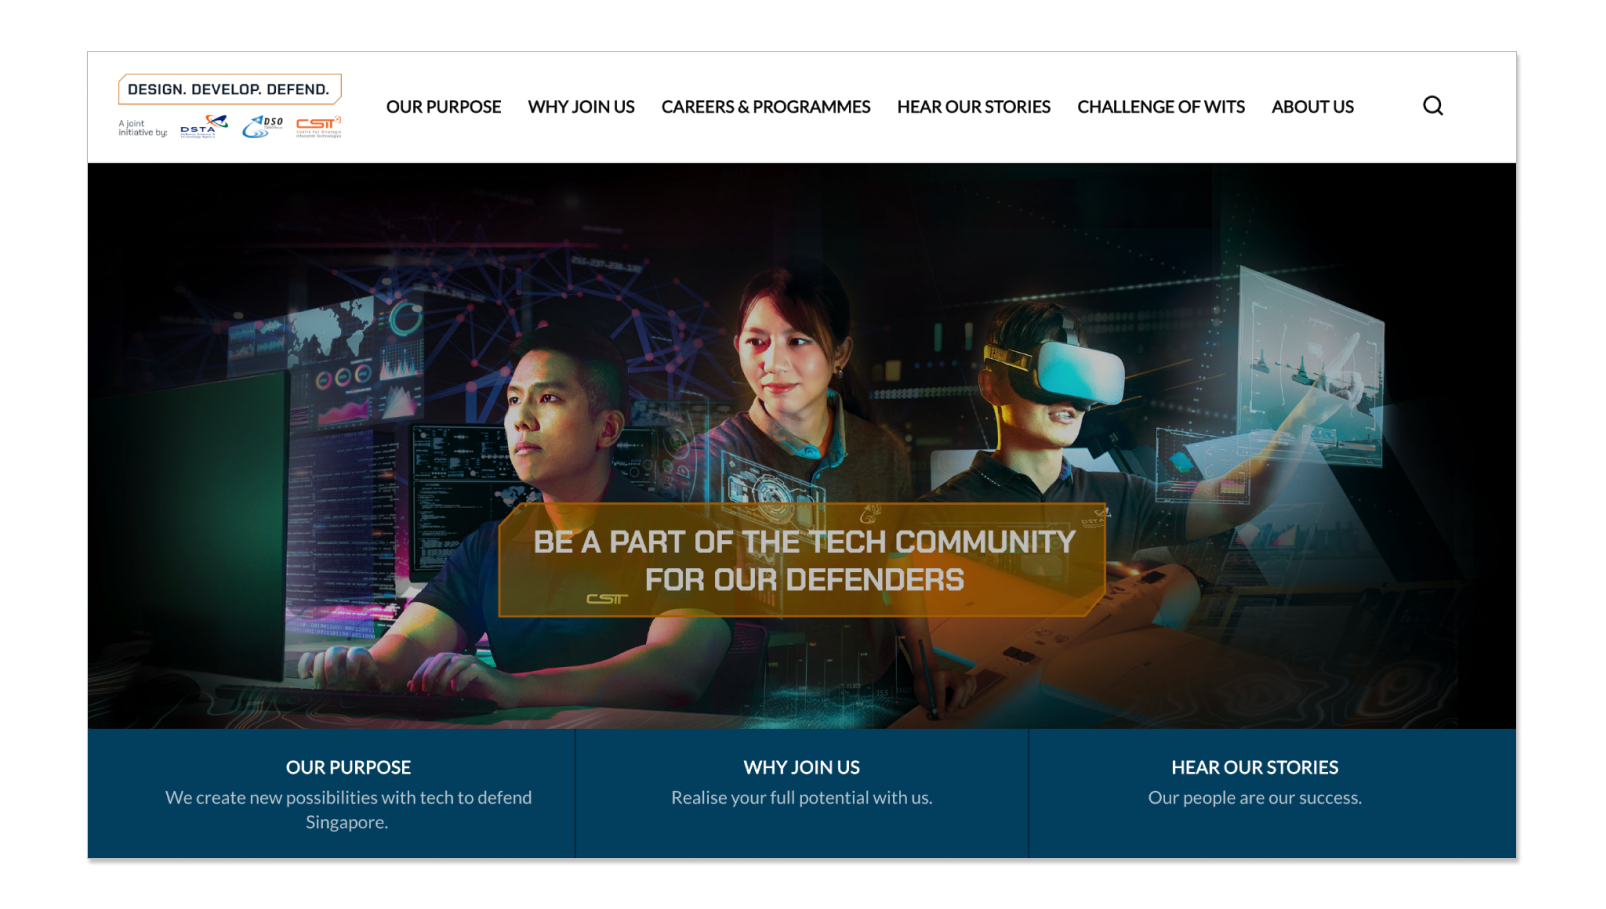 DESIGN. DEVELOP. DEFEND.
A joint
initiative by:
DSTA
DSO
CSIT
OUR PURPOSE
WHY JOIN US
CAREERS & PROGRAMMES
HEAR OUR STORIES
CHALLENGE OF WITS
ABOUT US
BE A PART OF THE TECH COMMUNITY
FOR OUR DEFENDERS
CSIT
DSTA
OUR PURPOSE
We create new possibilities with tech to defend
Singapore.
WHY JOIN US
Realise your full potential with us.
HEAR OUR STORIES
Our people are our success.